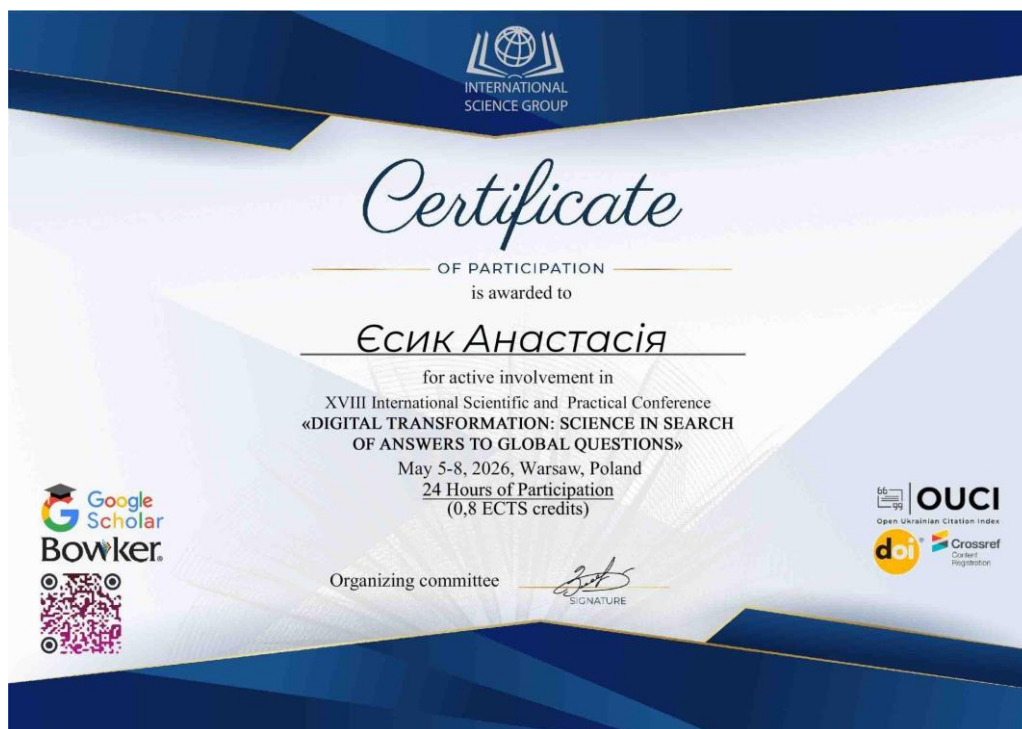 INTERNATIONAL
SCIENCE GROUP
Certificate
OF PARTICIPATION
is awarded to
Єсик Анастасія
for active involvement in
XVIII International Scientific and Practical Conference
«DIGITAL TRANSFORMATION: SCIENCE IN SEARCH
OF ANSWERS TO GLOBAL QUESTIONS»
May 5-8, 2026, Warsaw, Poland
24 Hours of Participation
(0,8 ECTS credits)
Google
Scholar
Bowker.
66
99
OUCI
Open Ukrainian Citation Index
doi
Crossref
Content
Registration
Organizing committee
SIGNATURE